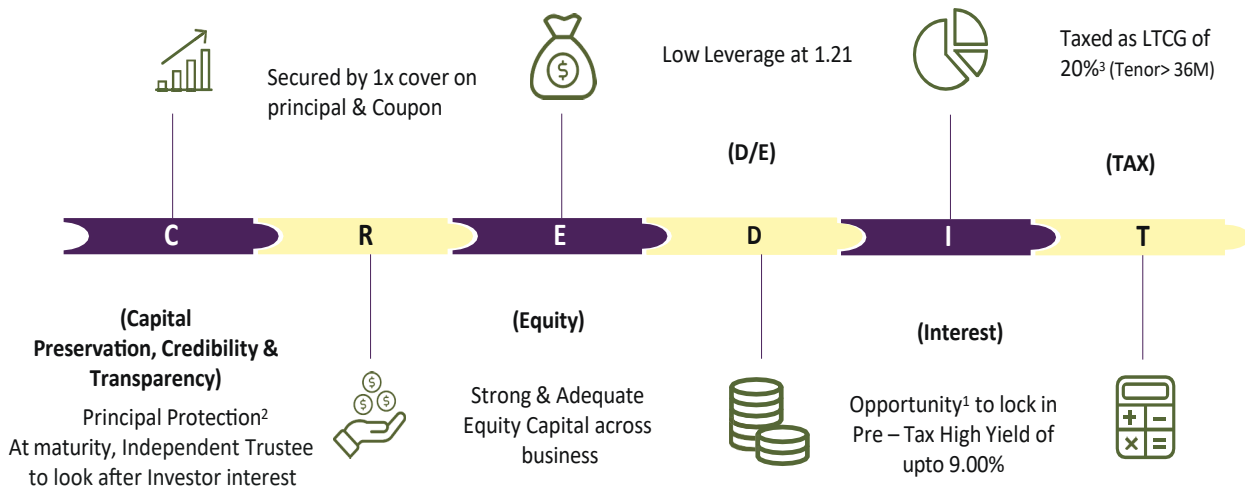 Secured by 1x cover on
principal & Coupon
Low Leverage at 1.21
Taxed as LTCG of
20%³ (Tenor> 36M)
(D/E)
(TAX)
C
R
E
D
I
T
(Capital
Preservation, Credibility &
Transparency)
Principal Protection²
At maturity, Independent Trustee
to look after Investor interest
(Equity)
Strong & Adequate
Equity Capital across
business
(Interest)
Opportunity¹ to lock in
Pre – Tax High Yield of
upto 9.00%
$
$
$ $
+ −
× =